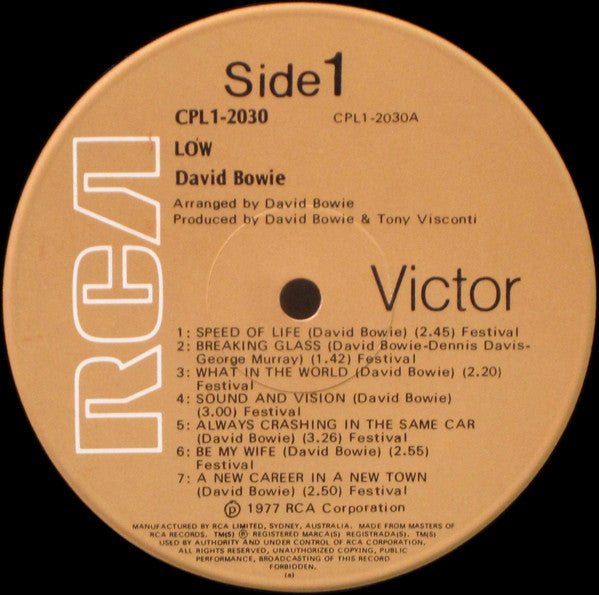 Side 1
CPL1-2030 CPL1-2030A
LOW
David Bowie
Arranged by David Bowie
Produced by David Bowie & Tony Visconti
RCA
Victor
1: SPEED OF LIFE (David Bowie) (2.45) Festival
2: BREAKING GLASS (David Bowie-Dennis Davis-
George Murray) (1.42) Festival
3: WHAT IN THE WORLD (David Bowie) (2.20)
Festival
4: SOUND AND VISION (David Bowie)
(3.00) Festival
5: ALWAYS CRASHING IN THE SAME CAR
(David Bowie) (3.26) Festival
6: BE MY WIFE (David Bowie) (2.55)
Festival
7: A NEW CAREER IN A NEW TOWN
(David Bowie) (2.50) Festival
℗ 1977 RCA Corporation
MANUFACTURED BY RCA LIMITED, SYDNEY, AUSTRALIA. MADE FROM MASTERS OF
RCA RECORDS. TM(S) ® REGISTERED MARCA(S) REGISTRADA(S). TM(S)
USED BY AUTHORITY AND UNDER CONTROL OF RCA CORPORATION.
ALL RIGHTS RESERVED, UNAUTHORIZED COPYING, PUBLIC
PERFORMANCE, BROADCASTING OF THIS RECORD
FORBIDDEN.
(a)